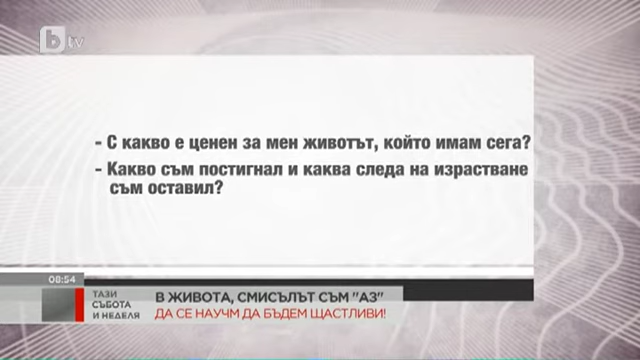 btv
- С какво е ценен за мен животът, който имам сега?
- Какво съм постигнал и каква следа на израстване
съм оставил?
08:54
ТАЗИ
СЪБОТА
И НЕДЕЛЯ
В ЖИВОТА, СМИСЪЛЪТ СЪМ "АЗ"
ДА СЕ НАУЧМ ДА БЪДЕМ ЩАСТЛИВИ!